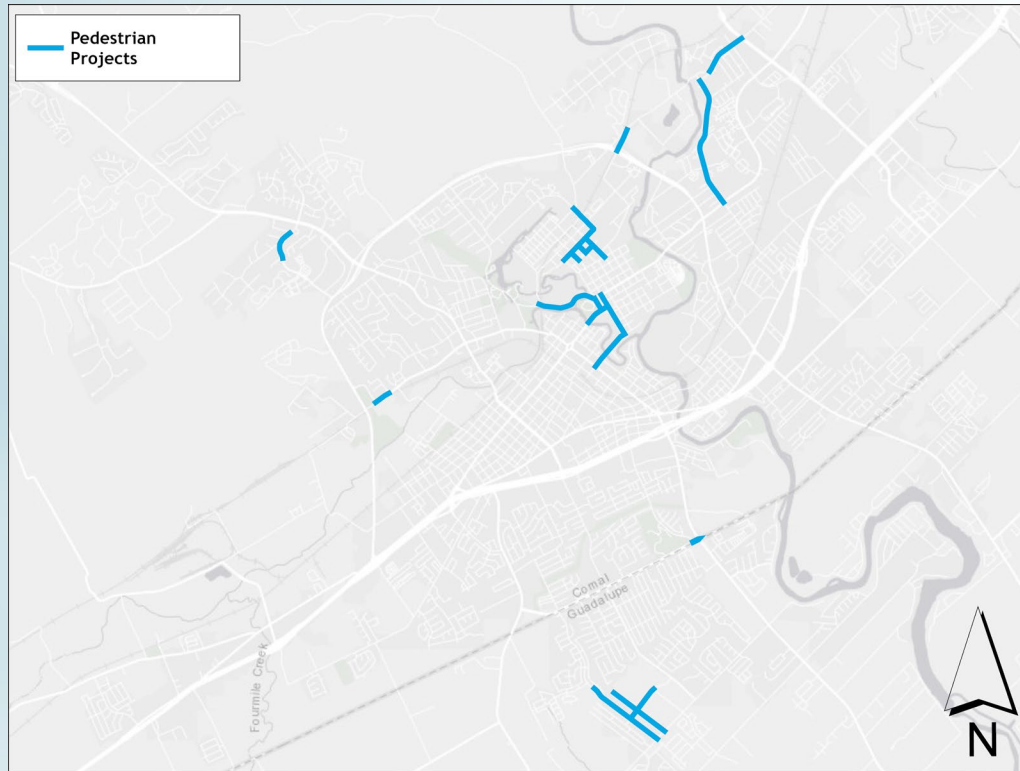 Pedestrian
Projects
Comal
Guadalupe
Fourmile Creek
N